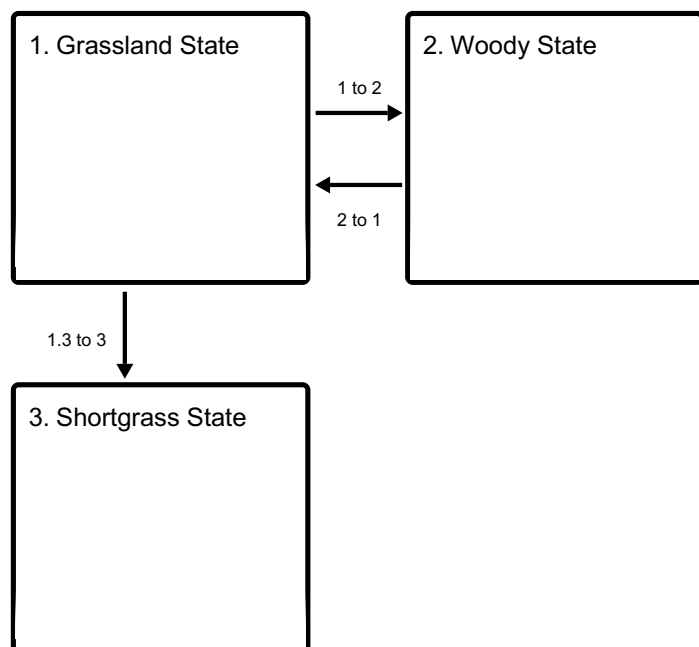 1. Grassland State
2. Woody State
1 to 2
2 to 1
1.3 to 3
3. Shortgrass State